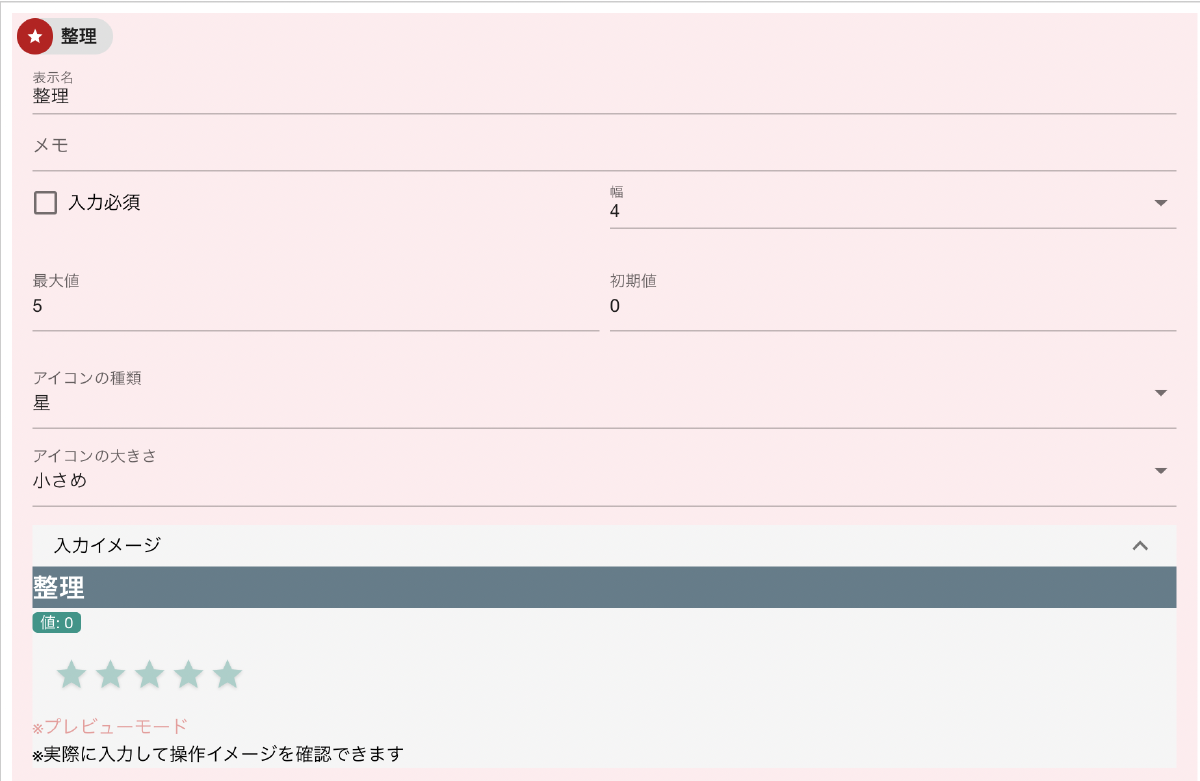 整理
表示名
整理
メモ
入力必須
幅
4
最大値
5
初期値
0
アイコンの種類
星
アイコンの大きさ
小さめ
入力イメージ
整理
値: 0
※プレビューモード
※実際に入力して操作イメージを確認できます